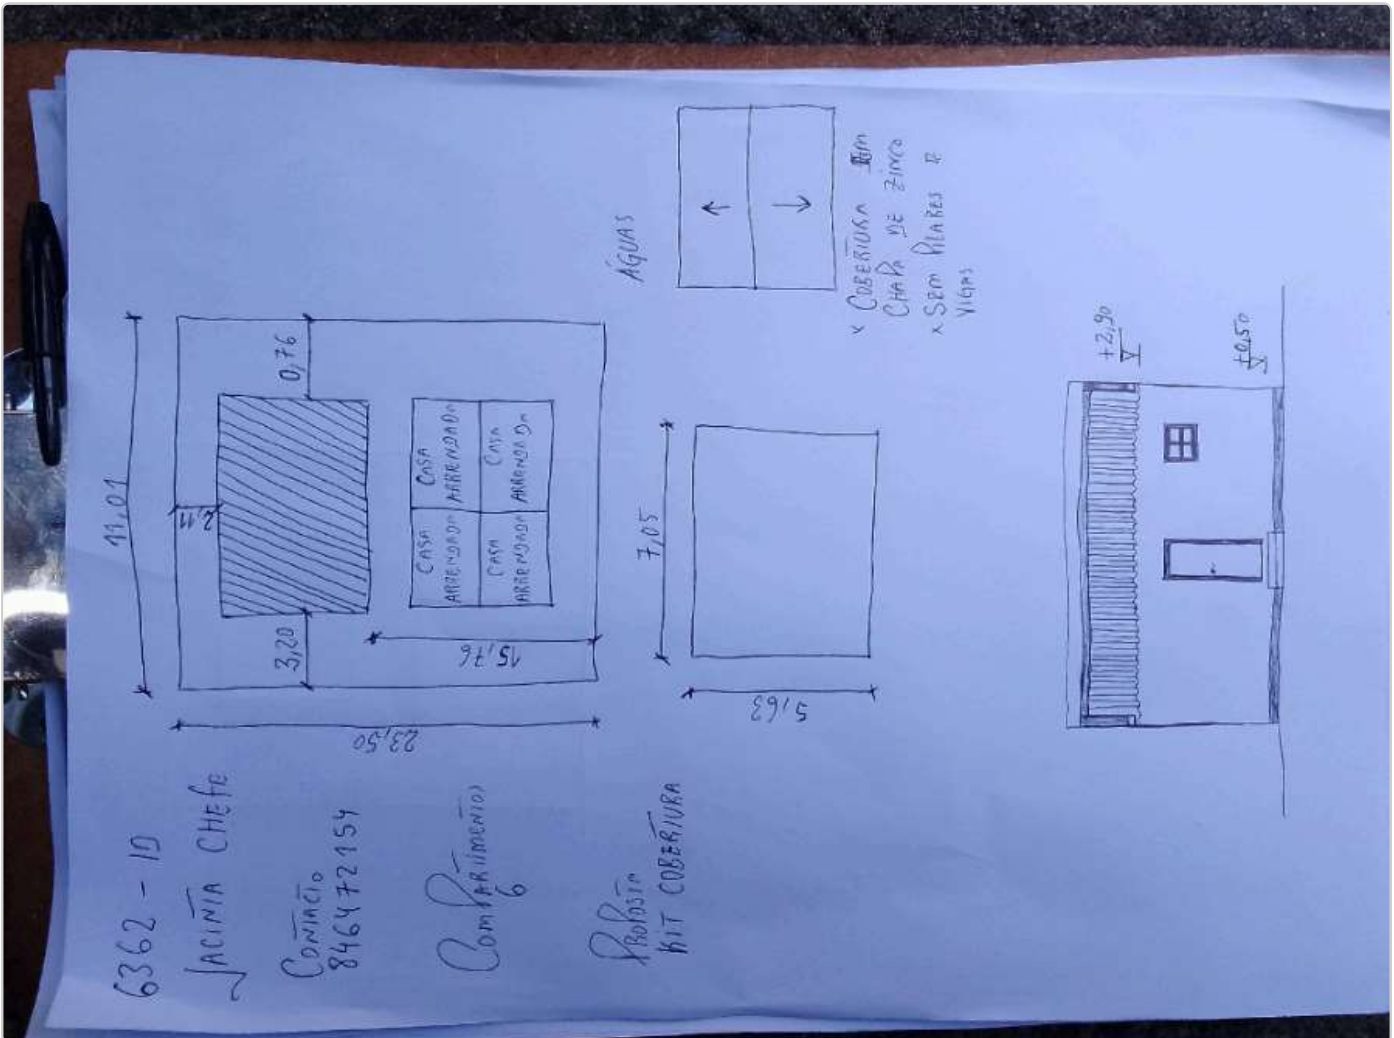 6362 - ID
JACINTA CHEFE
CONTACTO
846472154
COMPARTIMENTOS
6
PROPOSTA
KIT COBERTURA
11,01
2,11
0,76
3,20
15,76
23,50
CASA
ARRENDADA
CASA
ARRENDADA
CASA
ARRENDADA
CASA
ARRENDADA
7,05
5,63
ÁGUAS
× COBERTURA EM
CHAPA DE ZINCO
× SEM PILARES E
VIGAS
+2,90
+0,50